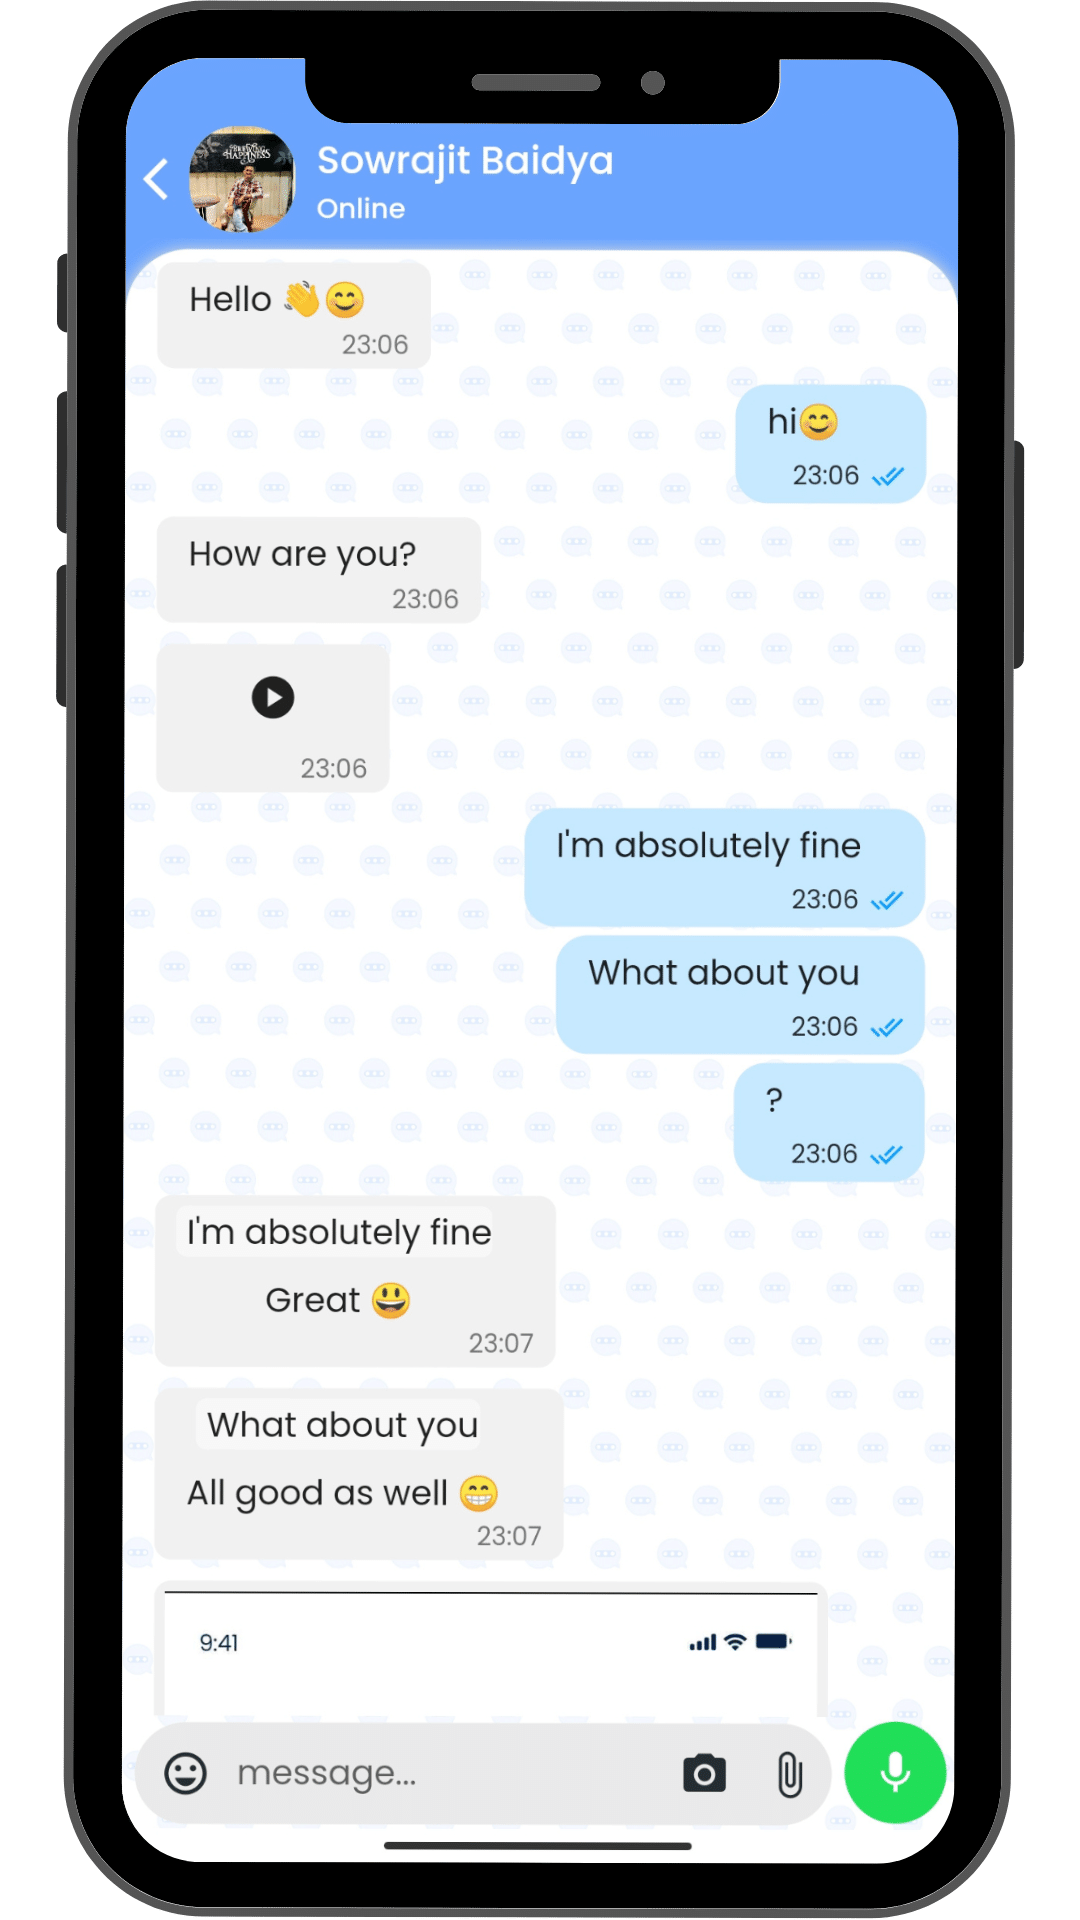 Sowrajit Baidya
Online
Hello 👋😊
23:06
hi😊
23:06
How are you?
23:06
23:06
I'm absolutely fine
23:06
What about you
23:06
?
23:06
I'm absolutely fine
Great 😃
23:07
What about you
All good as well 😁
23:07
9:41
message...